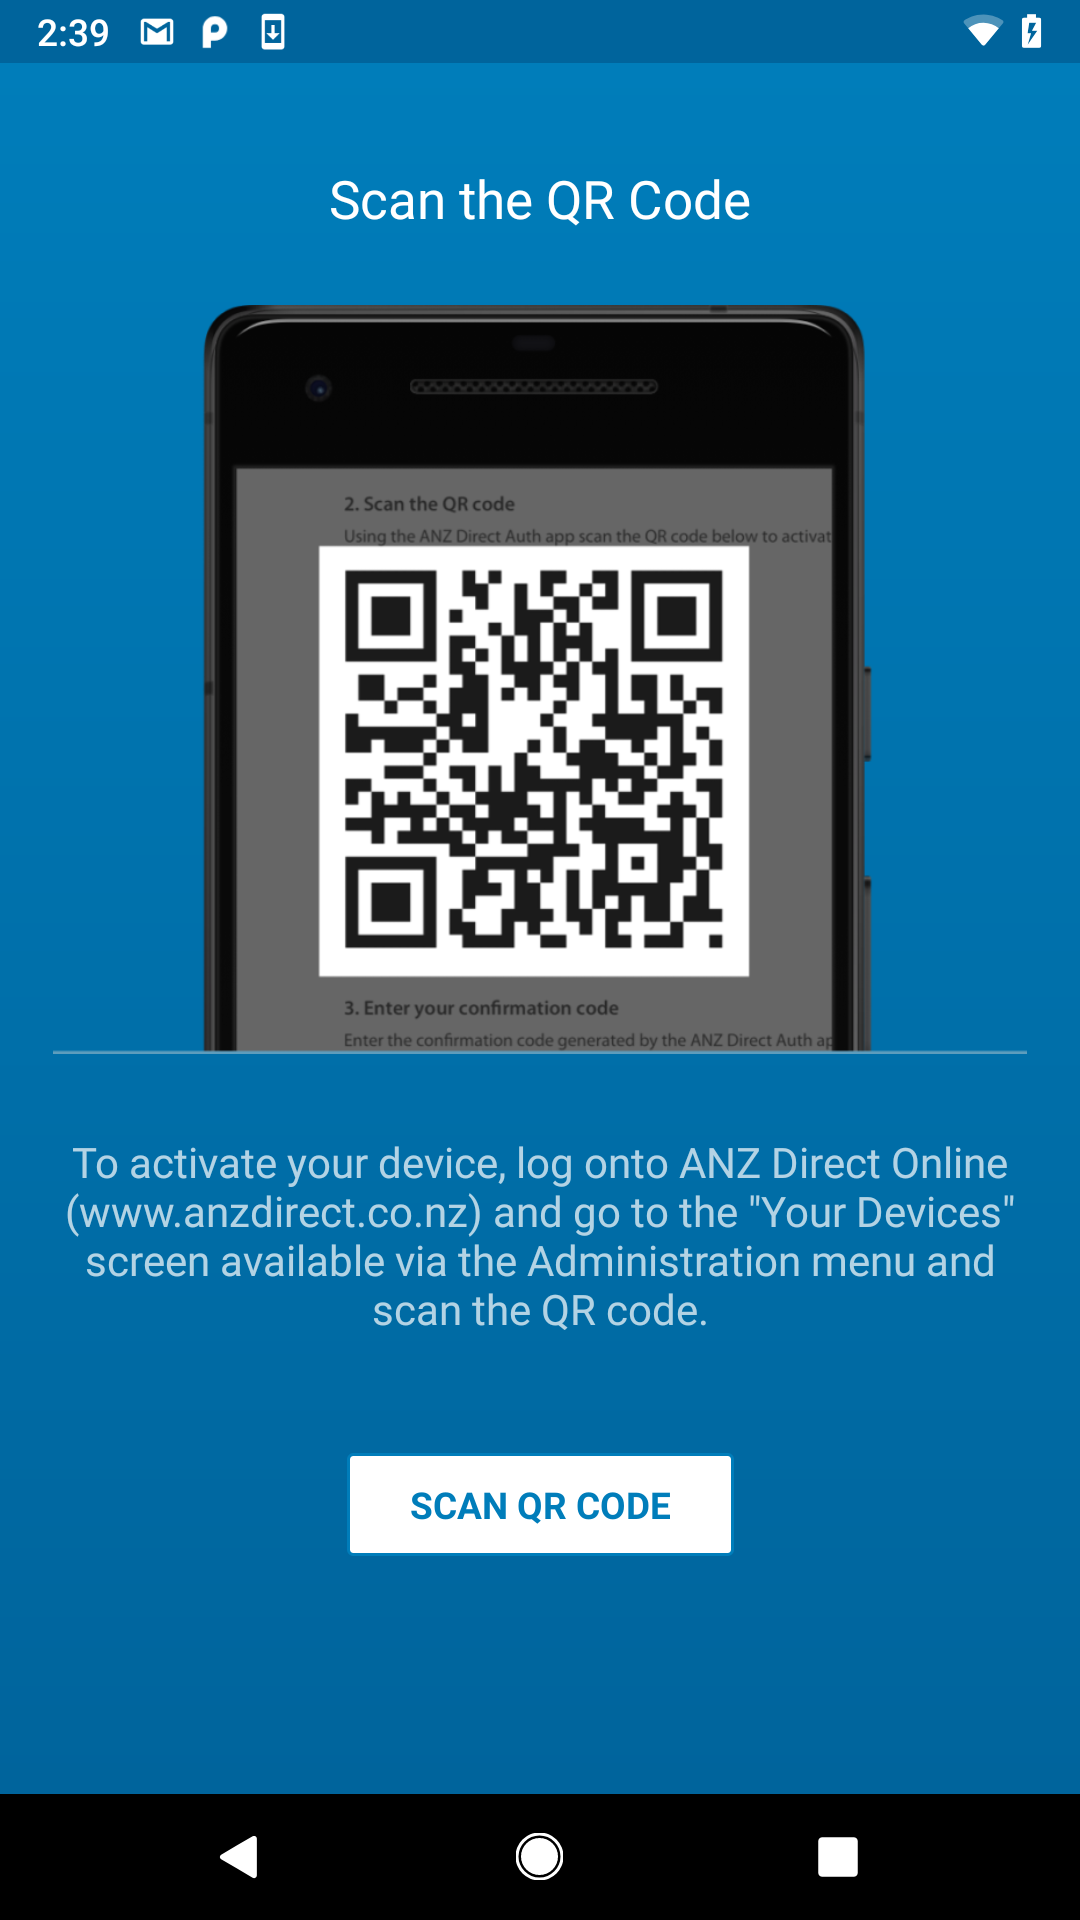 2:39
Scan the QR Code
2. Scan the QR code
Using the ANZ Direct Auth app scan the QR code below to activat
3. Enter your confirmation code
Enter the confirmation code generated by the ANZ Direct Auth ap
To activate your device, log onto ANZ Direct Online
(www.anzdirect.co.nz) and go to the "Your Devices"
screen available via the Administration menu and
scan the QR code.
SCAN QR CODE